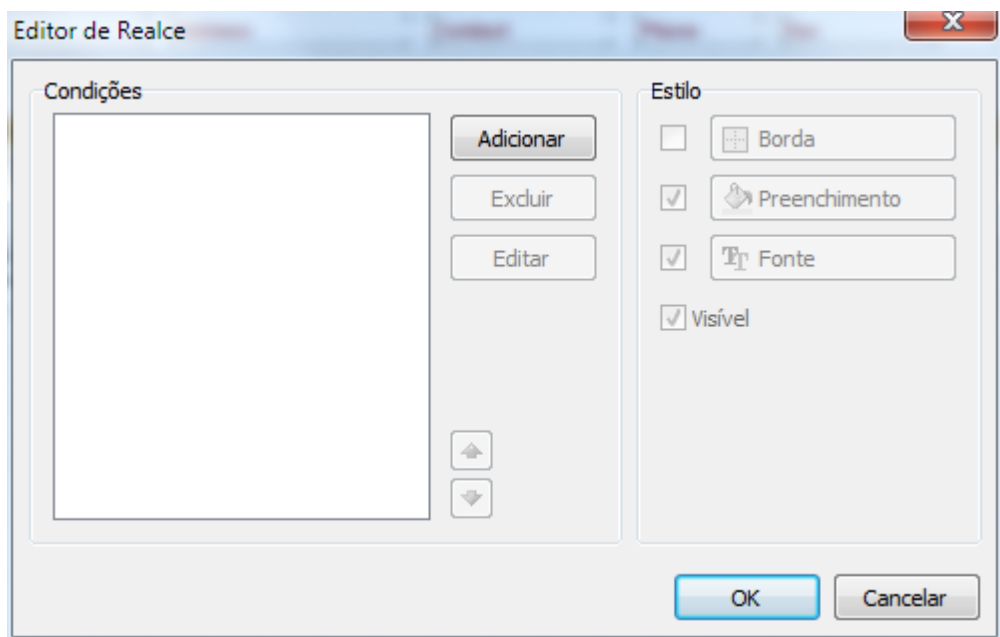 Editor de Realce
Condições
Adicionar
Excluir
Editar
Estilo
Borda
Preenchimento
Fonte
Visível
OK
Cancelar